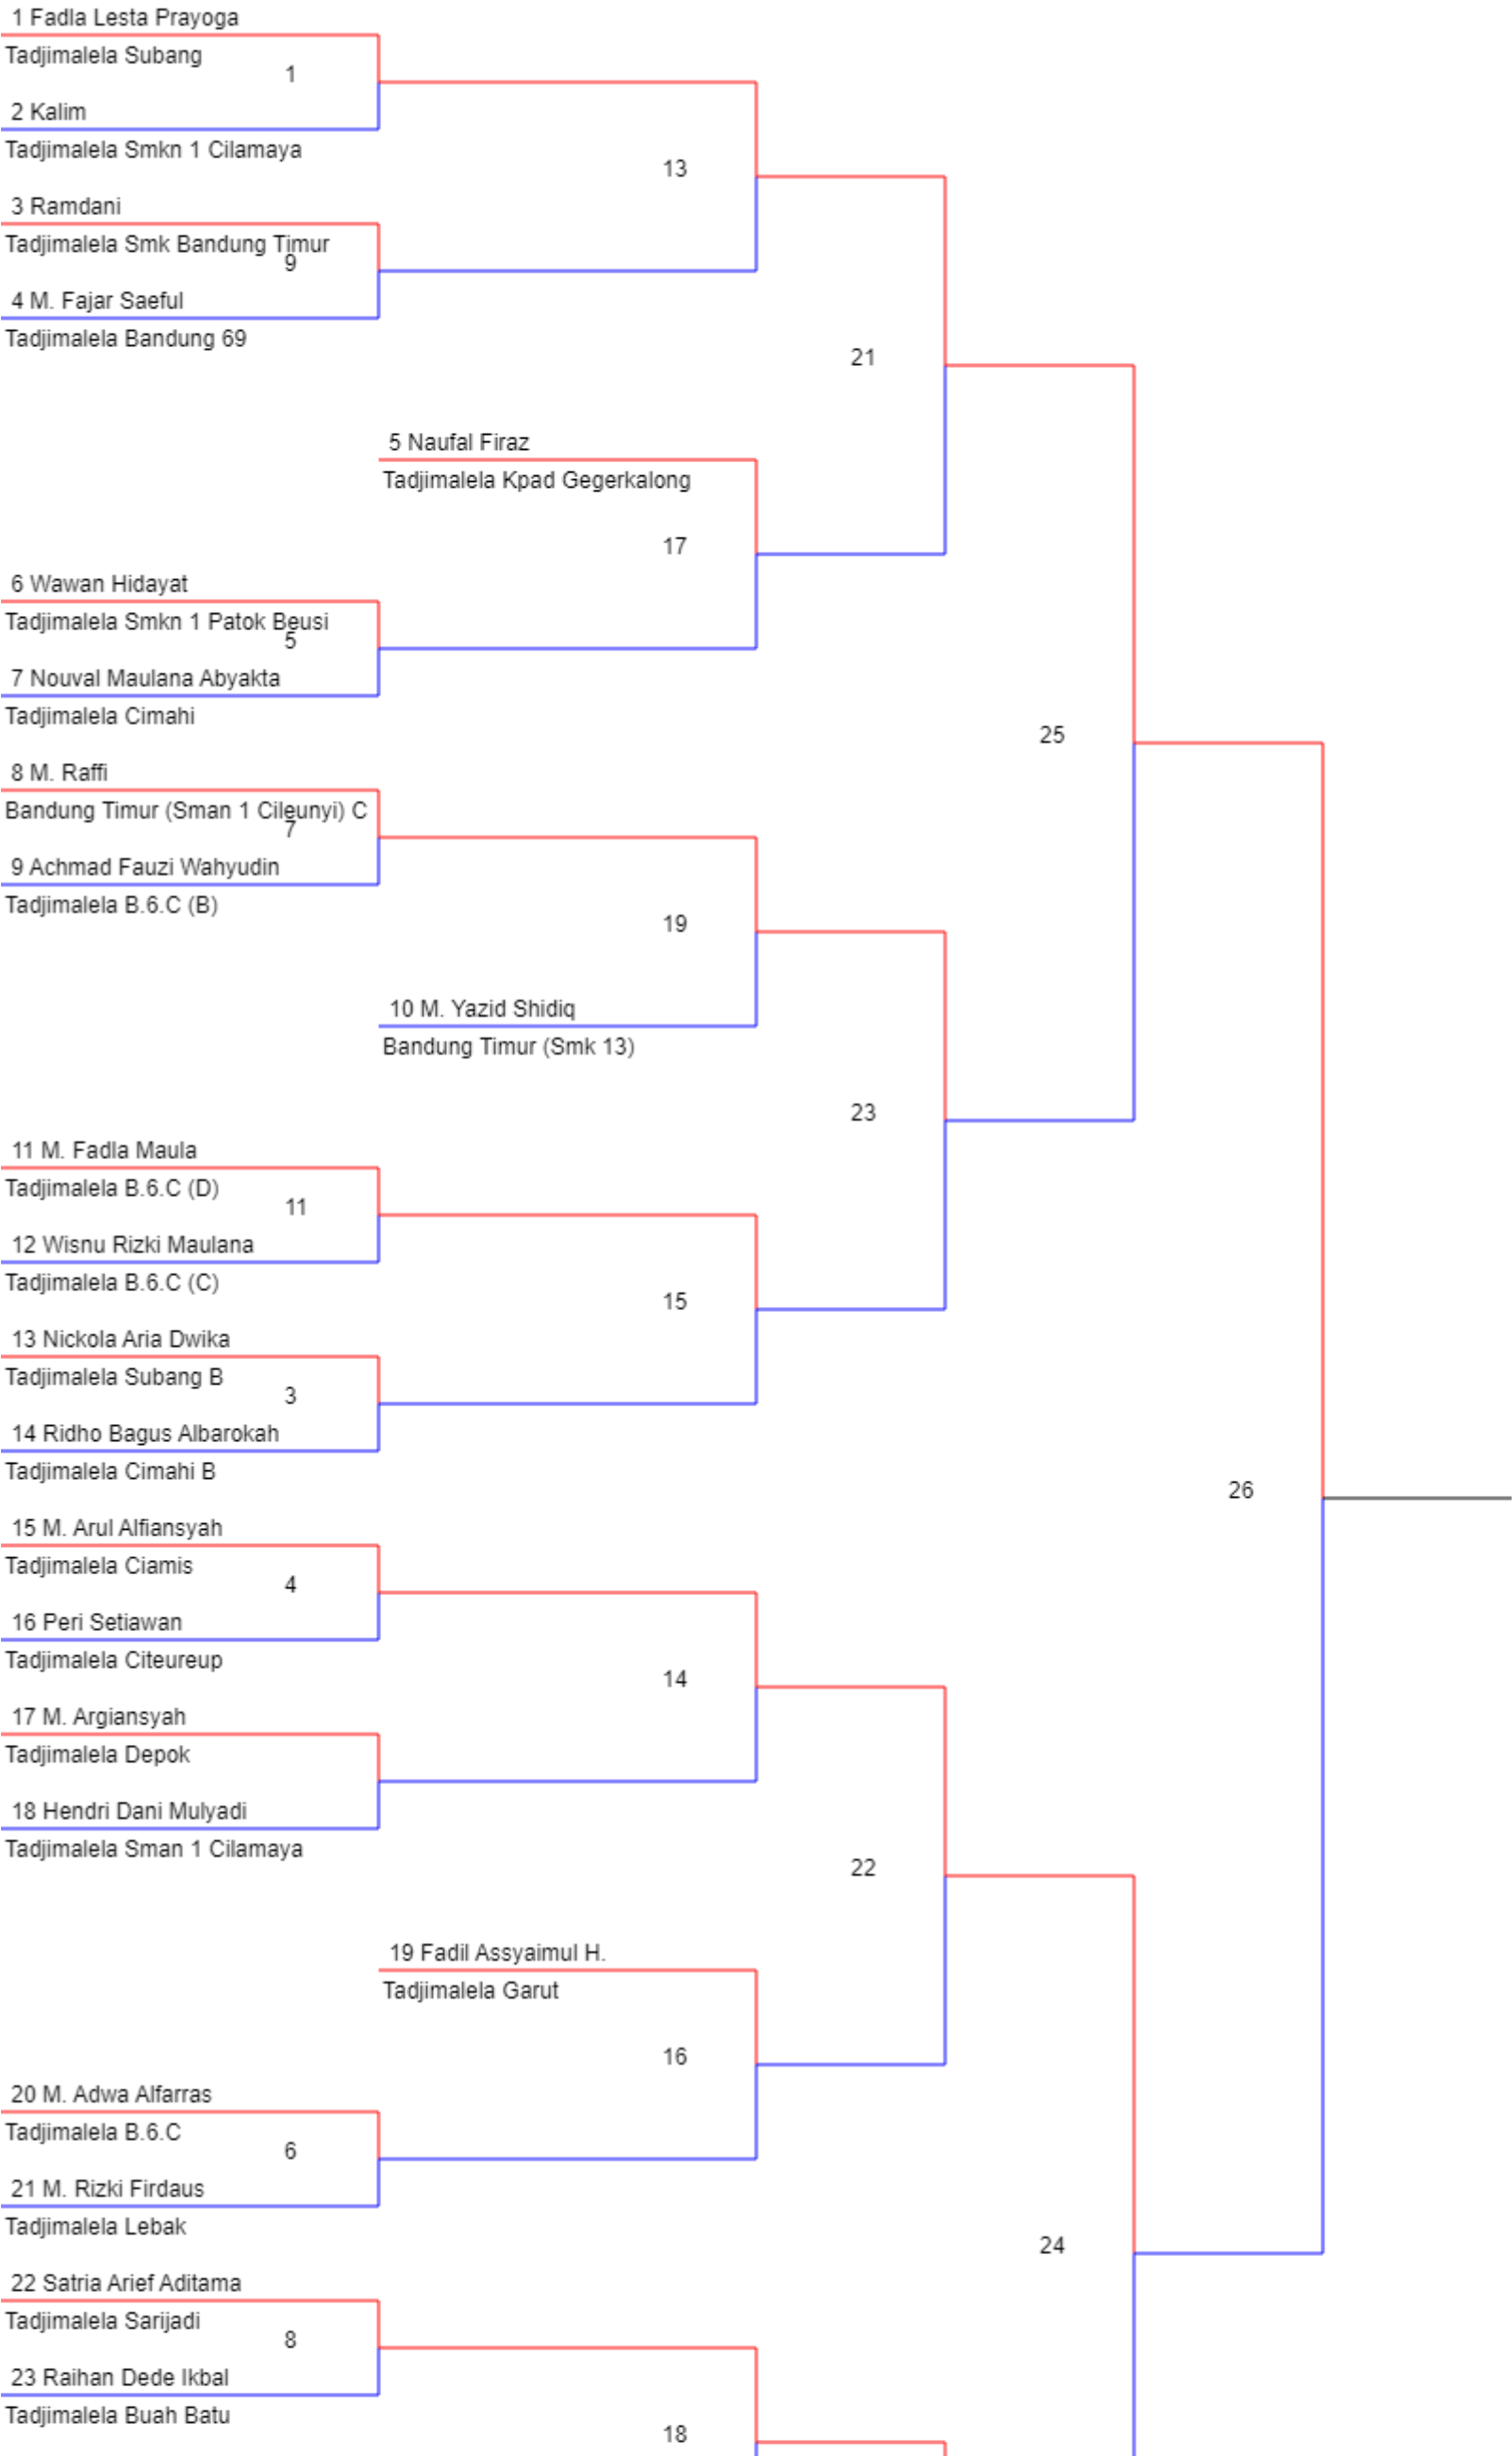 1 Fadla Lesta Prayoga
Tadjimalela Subang
1
2 Kalim
Tadjimalela Smkn 1 Cilamaya
13
3 Ramdani
Tadjimalela Smk Bandung Timur
9
4 M. Fajar Saeful
Tadjimalela Bandung 69
21
5 Naufal Firaz
Tadjimalela Kpad Gegerkalong
17
6 Wawan Hidayat
Tadjimalela Smkn 1 Patok Beusi
5
7 Nouval Maulana Abyakta
Tadjimalela Cimahi
25
8 M. Raffi
Bandung Timur (Sman 1 Cileunyi) C
7
9 Achmad Fauzi Wahyudin
Tadjimalela B.6.C (B)
19
10 M. Yazid Shidiq
Bandung Timur (Smk 13)
23
11 M. Fadla Maula
Tadjimalela B.6.C (D)
11
12 Wisnu Rizki Maulana
Tadjimalela B.6.C (C)
15
13 Nickola Aria Dwika
Tadjimalela Subang B
3
14 Ridho Bagus Albarokah
Tadjimalela Cimahi B
26
15 M. Arul Alfiansyah
Tadjimalela Ciamis
4
16 Peri Setiawan
Tadjimalela Citeureup
14
17 M. Argiansyah
Tadjimalela Depok
18 Hendri Dani Mulyadi
Tadjimalela Sman 1 Cilamaya
22
19 Fadil Assyaimul H.
Tadjimalela Garut
16
20 M. Adwa Alfarras
Tadjimalela B.6.C
6
21 M. Rizki Firdaus
Tadjimalela Lebak
24
22 Satria Arief Aditama
Tadjimalela Sarijadi
8
23 Raihan Dede Ikbal
Tadjimalela Buah Batu
18